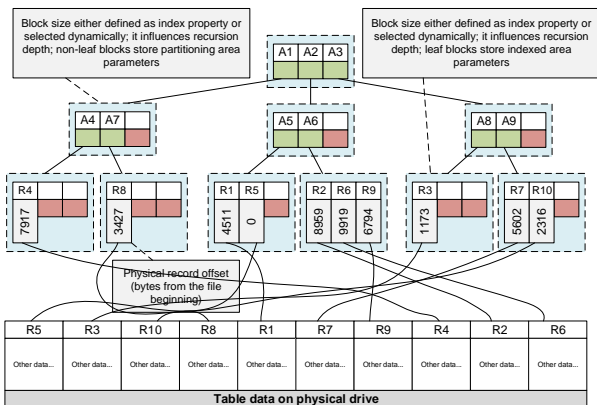 Block size either defined as index property or
selected dynamically; it influences recursion
depth; non-leaf blocks store partitioning area
parameters
Block size either defined as index property or
selected dynamically; it influences recursion
depth; leaf blocks store indexed area
parameters
A1 A2 A3
A4 A7
A5 A6
A8 A9
R4
R8
R1 R5
R2 R6 R9
R3
R7 R10
7917
3427
4511 0
8959 9919 6794
1173
5602 2316
Physical record offset
(bytes from the file
beginning)
R5 R3 R10 R8 R1 R7 R9 R4 R2 R6
Other data... Other data... Other data... Other data... Other data... Other data... Other data... Other data... Other data... Other data...
Table data on physical drive